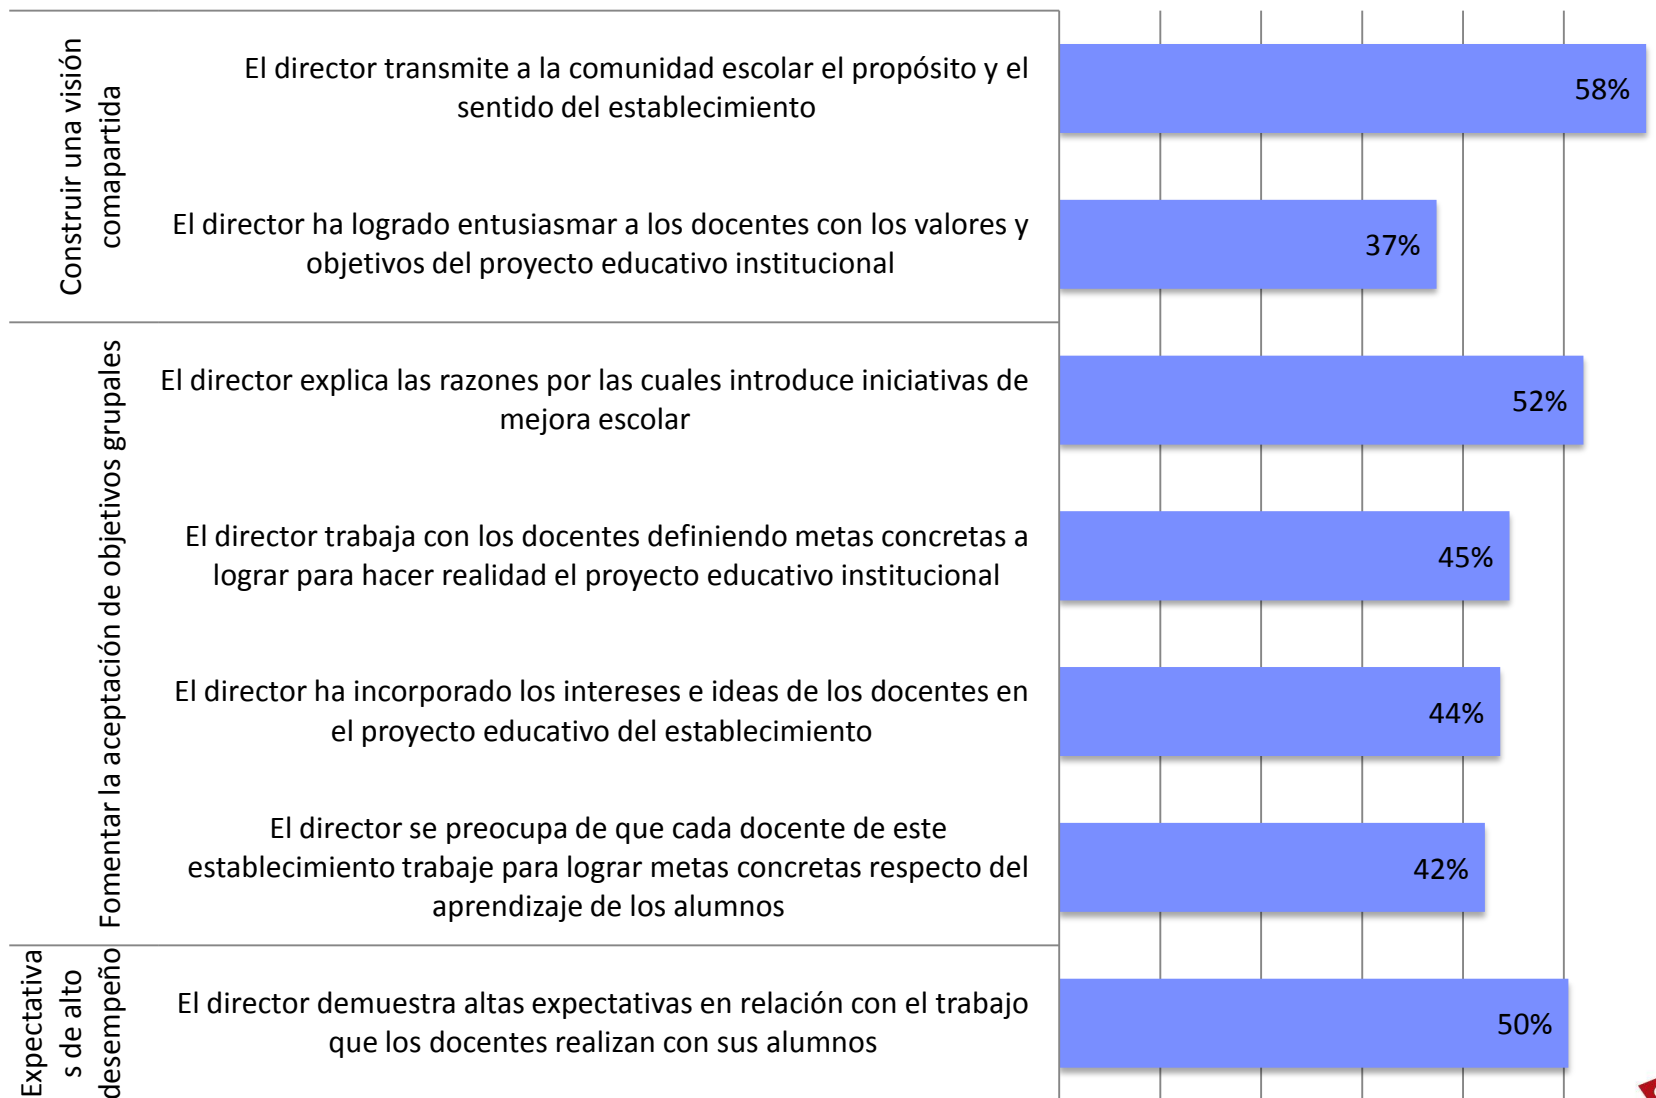 Construir una visión
comapartida
El director transmite a la comunidad escolar el propósito y el
sentido del establecimiento
58%
El director ha logrado entusiasmar a los docentes con los valores y
objetivos del proyecto educativo institucional
37%
Fomentar la aceptación de objetivos grupales
El director explica las razones por las cuales introduce iniciativas de
mejora escolar
52%
El director trabaja con los docentes definiendo metas concretas a
lograr para hacer realidad el proyecto educativo institucional
45%
El director ha incorporado los intereses e ideas de los docentes en
el proyecto educativo del establecimiento
44%
El director se preocupa de que cada docente de este
establecimiento trabaje para lograr metas concretas respecto del
aprendizaje de los alumnos
42%
Expectativa
s de alto
desempeño
El director demuestra altas expectativas en relación con el trabajo
que los docentes realizan con sus alumnos
50%